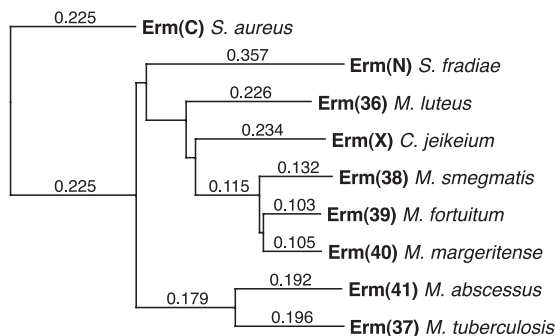 0.225
Erm(C) S. aureus
0.357
Erm(N) S. fradiae
0.226
Erm(36) M. luteus
0.234
Erm(X) C. jeikeium
0.132
Erm(38) M. smegmatis
0.225
0.115
0.103
Erm(39) M. fortuitum
0.105
Erm(40) M. margeritense
0.192
Erm(41) M. abscessus
0.179
0.196
Erm(37) M. tuberculosis